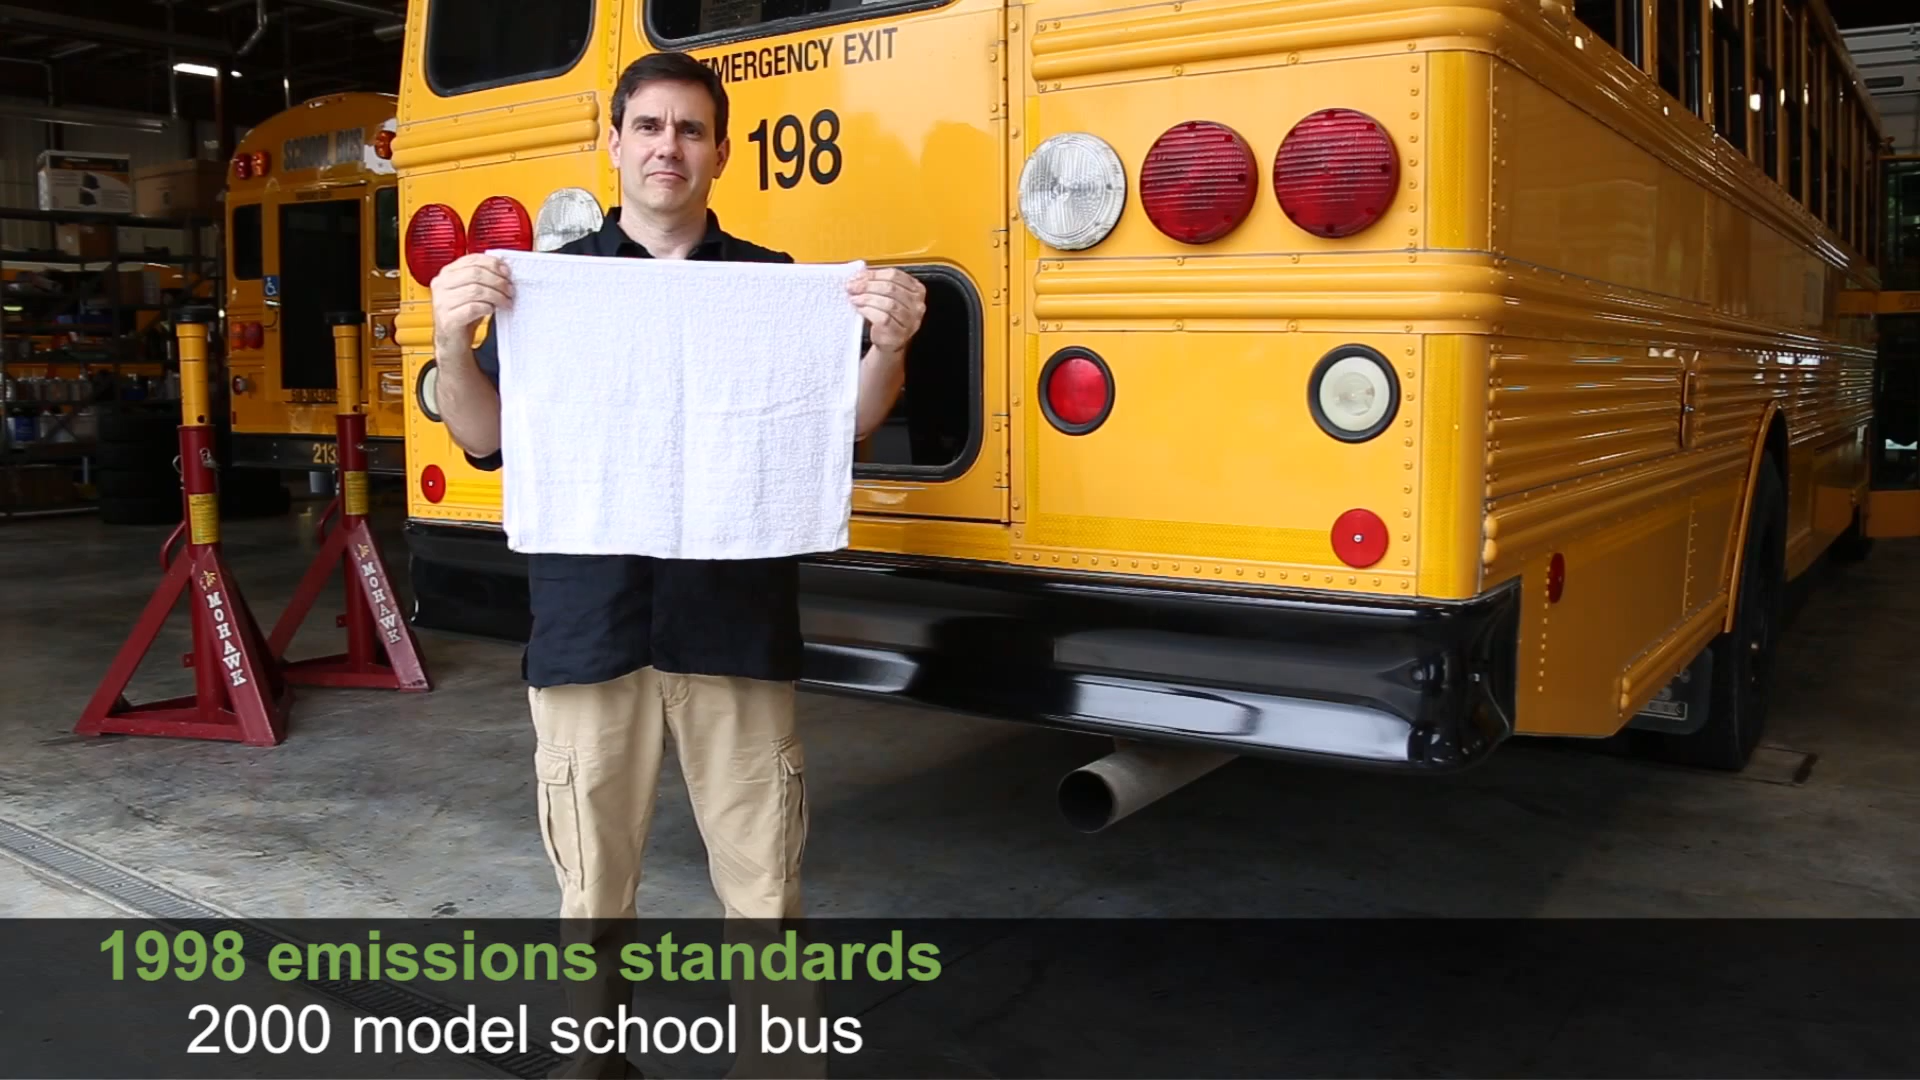 EMERGENCY EXIT
198
SCHOOL BUS
213
MOHAWK
MOHAWK
1998 emissions standards
2000 model school bus